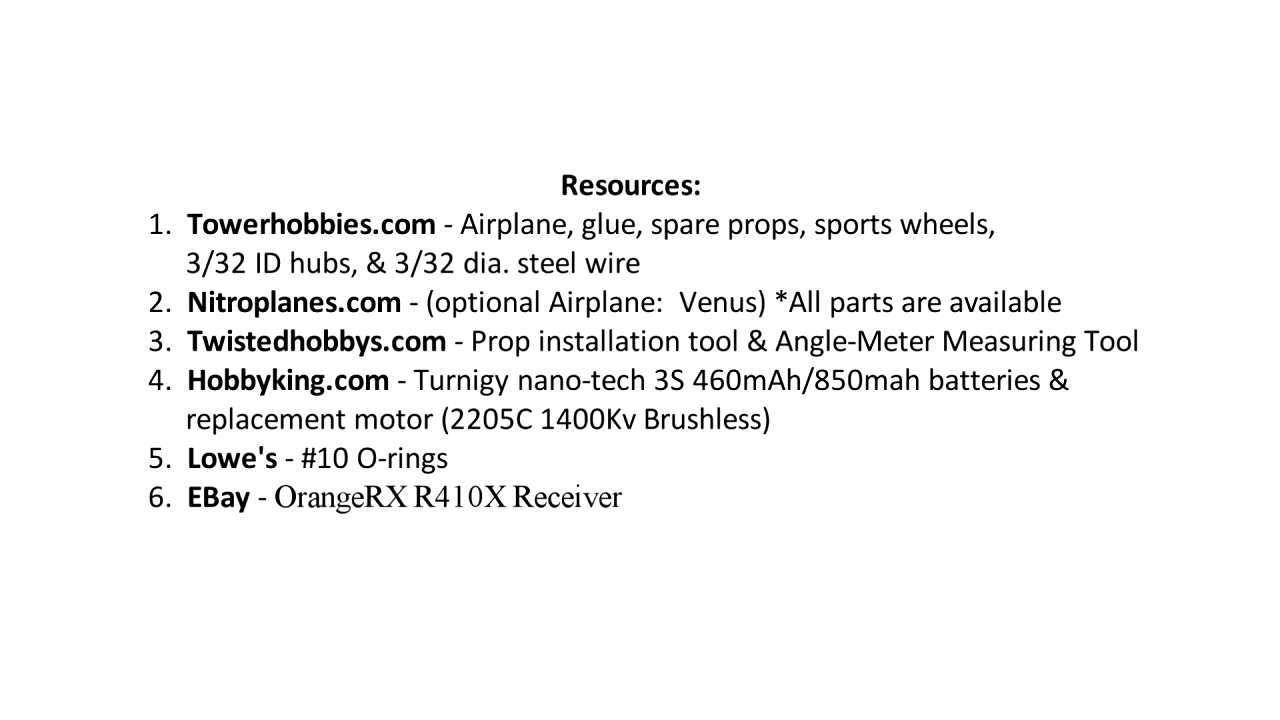 Resources:
1. Towerhobbies.com - Airplane, glue, spare props, sports wheels,
3/32 ID hubs, & 3/32 dia. steel wire
2. Nitroplanes.com - (optional Airplane:  Venus) *All parts are available
3. Twistedhobbys.com - Prop installation tool & Angle-Meter Measuring Tool
4. Hobbyking.com - Turnigy nano-tech 3S 460mAh/850mah batteries &
replacement motor (2205C 1400Kv Brushless)
5. Lowe's - #10 O-rings
6. EBay - OrangeRX R410X Receiver